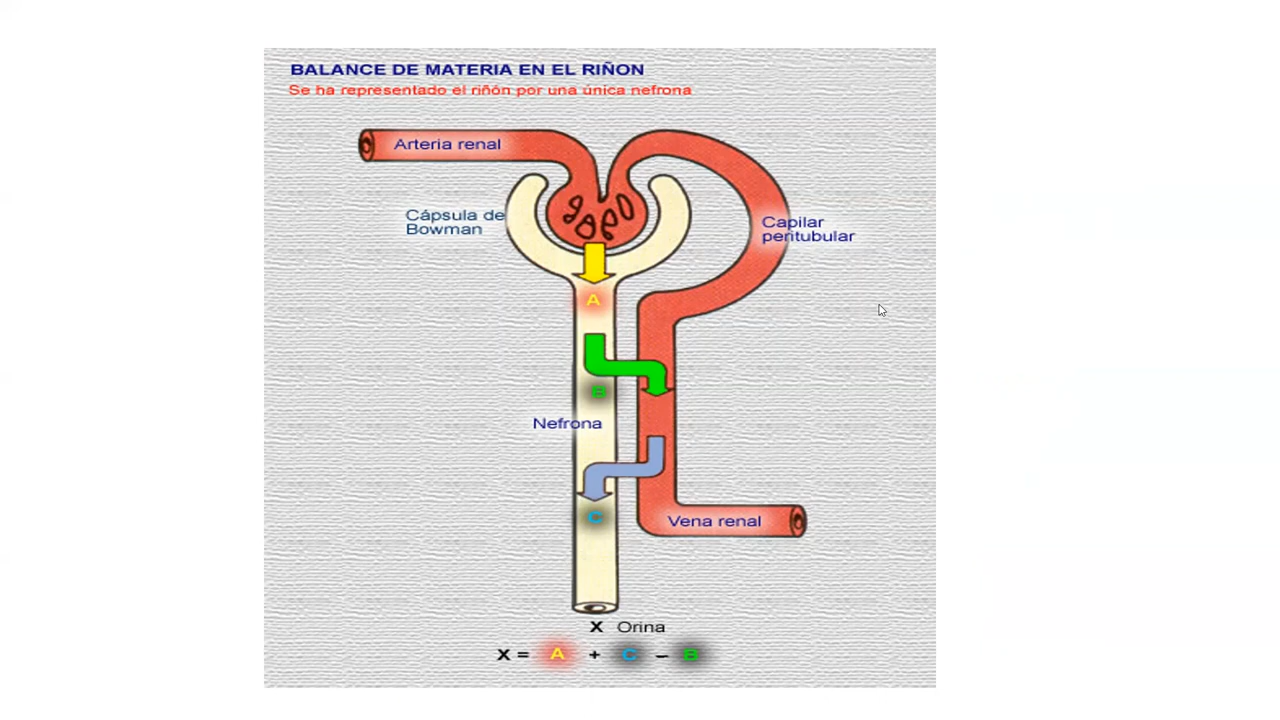 BALANCE DE MATERIA EN EL RIÑON
Se ha representado el riñón por una única nefrona
Arteria renal
Cápsula de
Bowman
Capilar
peritubular
A
B
Nefrona
C
Vena renal
X Orina
X = A + C - B